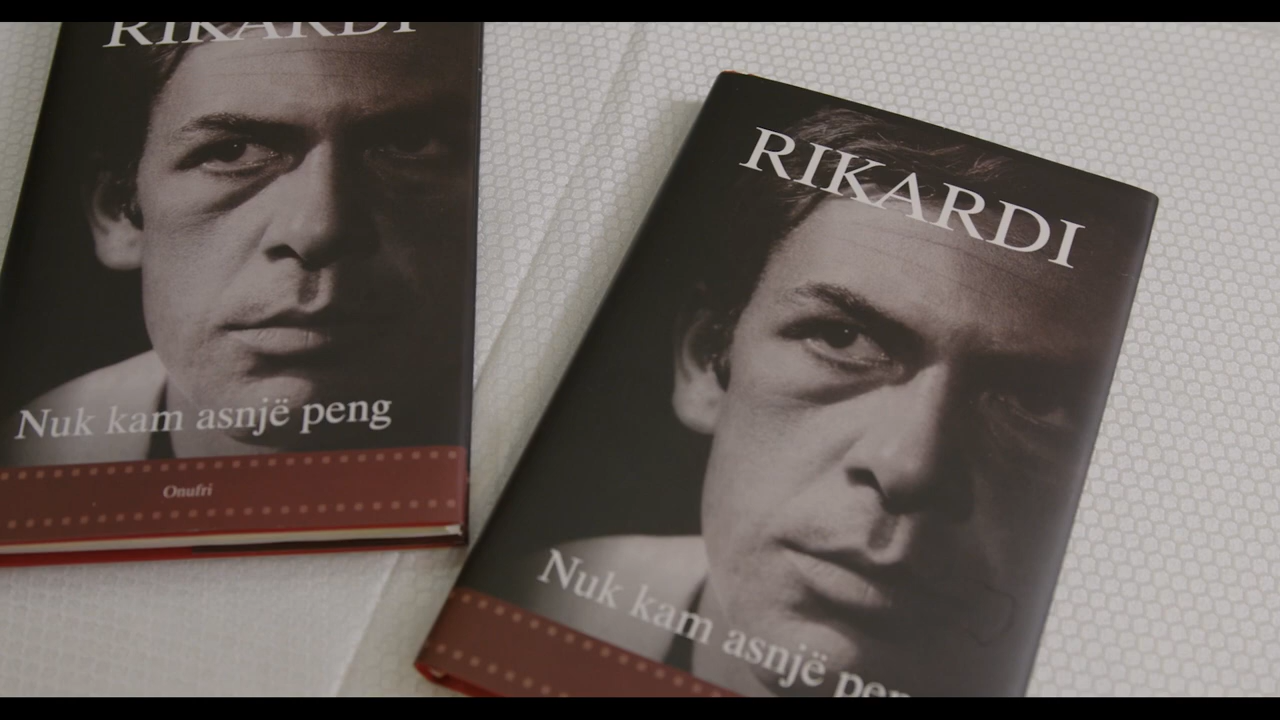 RIKARDI
Nuk kam asnjë peng
Onufri
RIKARDI
Nuk kam asnjë